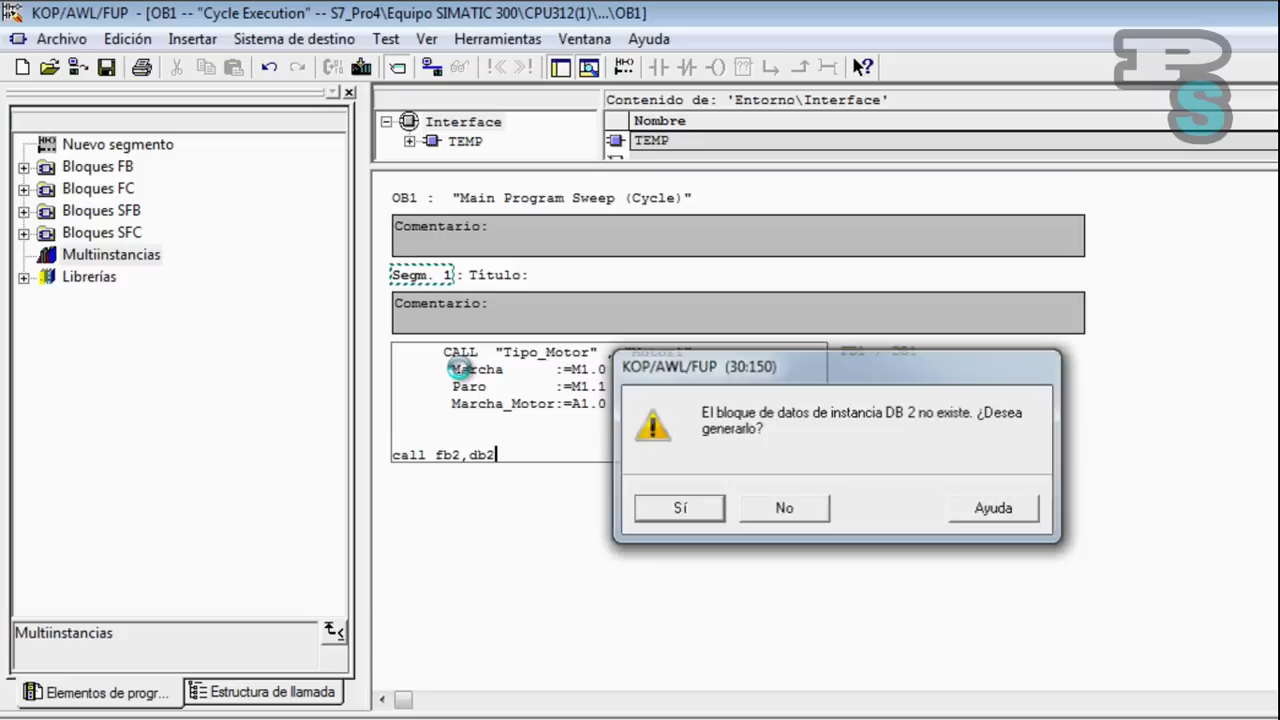 KOP/AWL/FUP - [OB1 -- "Cycle Execution" -- S7_Pro4\Equipo SIMATIC 300\CPU312(1)\...\OB1]
Archivo Edición Insertar Sistema de destino Test Ver Herramientas Ventana Ayuda
PS
Contenido de: 'Entorno\Interface'
Interface
Nombre
TEMP
TEMP
Nuevo segmento
Bloques FB
Bloques FC
Bloques SFB
Bloques SFC
Multiinstancias
Librerías
OB1 : "Main Program Sweep (Cycle)"
Comentario:
Segm. 1 : Título:
Comentario:
CALL "Tipo_Motor" , "Motor1"
Marcha :=M1.0
Paro :=M1.1
Marcha_Motor:=A1.0
call fb2,db2
KOP/AWL/FUP (30:150)
El bloque de datos de instancia DB 2 no existe. ¿Desea
generarlo?
Sí No Ayuda
Multiinstancias
Elementos de progr... Estructura de llamada